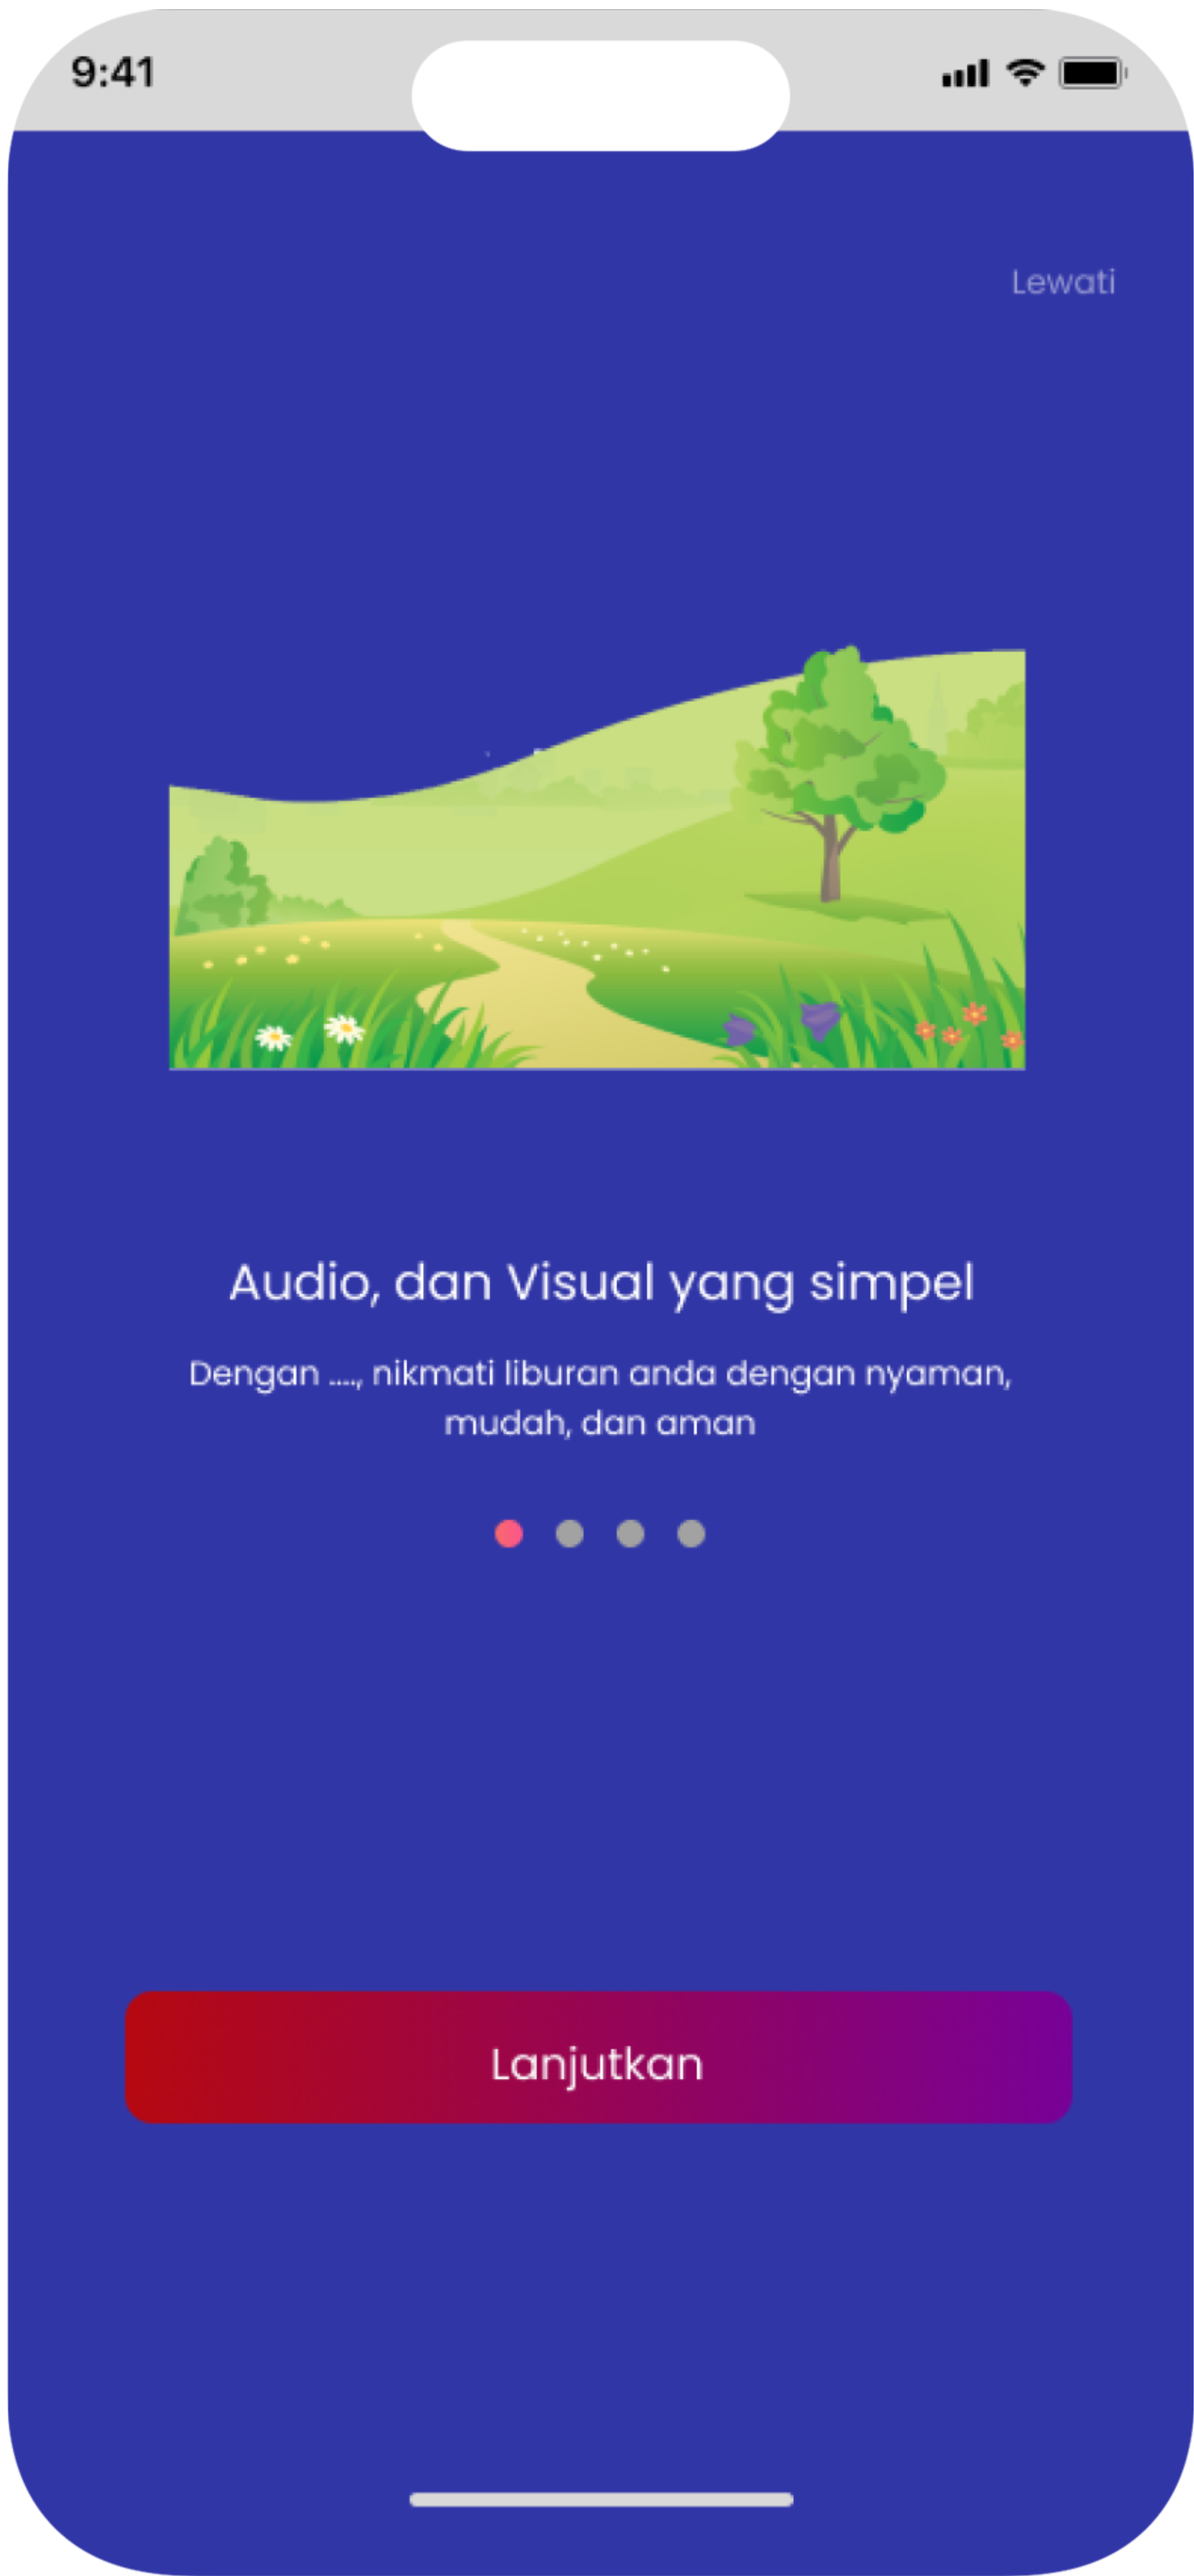 9:41
Lewati
Audio, dan Visual yang simpel
Dengan ...., nikmati liburan anda dengan nyaman,
mudah, dan aman
Lanjutkan